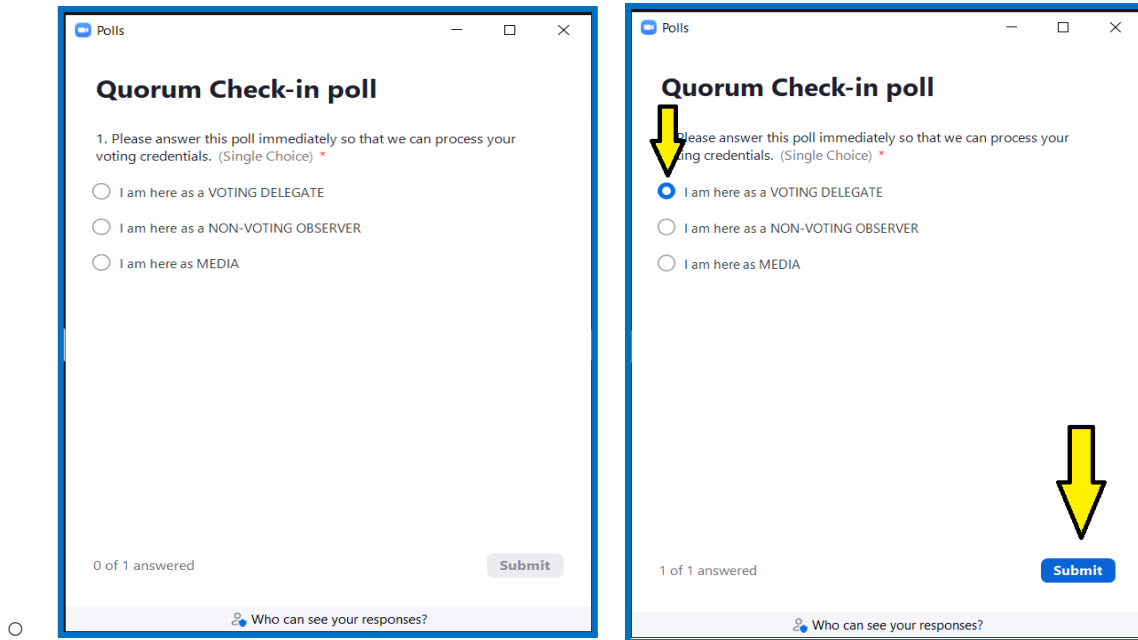 Polls
Quorum Check-in poll
1. Please answer this poll immediately so that we can process your
voting credentials. (Single Choice) *
I am here as a VOTING DELEGATE
I am here as a NON-VOTING OBSERVER
I am here as MEDIA
0 of 1 answered
Submit
Who can see your responses?
Polls
Quorum Check-in poll
Please answer this poll immediately so that we can process your
credentials. (Single Choice) *
I am here as a VOTING DELEGATE
I am here as a NON-VOTING OBSERVER
I am here as MEDIA
1 of 1 answered
Submit
Who can see your responses?